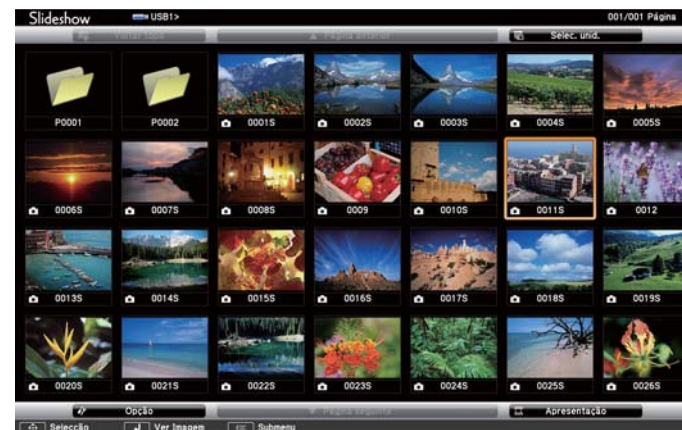 Slideshow USB1> 001/001 Página
Voltar topo Página anterior Selec. unid.
P0001 P0002 0001S 0002S 0003S 0004S 0005S
0006S 0007S 0008S 0009 0010S 0011S 0012
0013S 0014S 0015S 0016S 0017S 0018S 0019S
0020S 0021S 0022S 0023S 0024S 0025S 0026S
Opção Página seguinte Apresentação
Selecção Ver Imagem Submenu